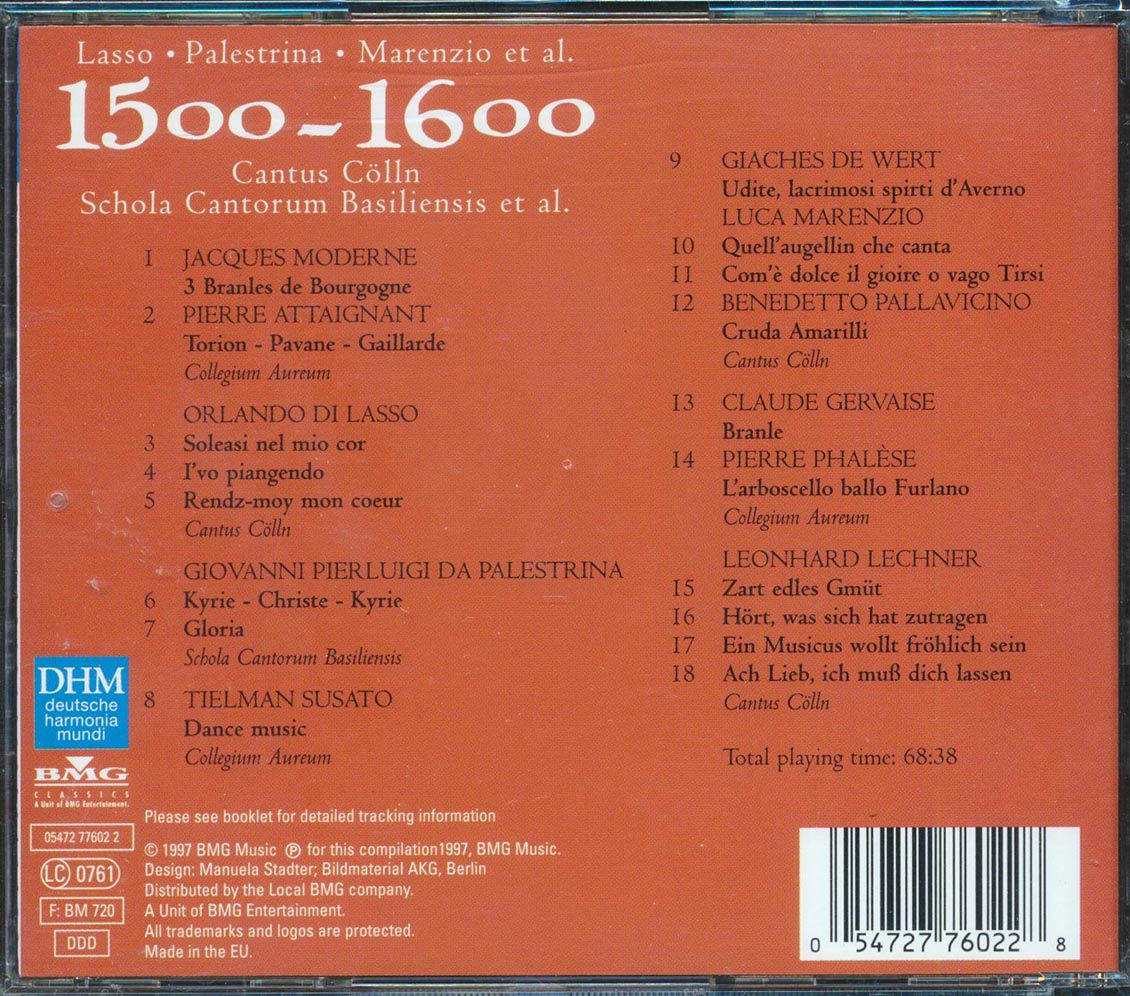 Lasso • Palestrina • Marenzio et al.
1500-1600
Cantus Cölln
Schola Cantorum Basiliensis et al.
1 JACQUES MODERNE
3 Branles de Bourgogne
2 PIERRE ATTAIGNANT
Torion - Pavane - Gaillarde
Collegium Aureum
ORLANDO DI LASSO
3 Soleasi nel mio cor
4 I'vo piangendo
5 Rendz-moy mon coeur
Cantus Cölln
GIOVANNI PIERLUIGI DA PALESTRINA
6 Kyrie - Christe - Kyrie
7 Gloria
Schola Cantorum Basiliensis
8 TIELMAN SUSATO
Dance music
Collegium Aureum
9 GIACHES DE WERT
Udite, lacrimosi spirti d'Averno
LUCA MARENZIO
10 Quell'augellin che canta
11 Com'è dolce il gioire o vago Tirsi
12 BENEDETTO PALLAVICINO
Cruda Amarilli
Cantus Cölln
13 CLAUDE GERVAISE
Branle
14 PIERRE PHALÈSE
L'arboscello ballo Furlano
Collegium Aureum
LEONHARD LECHNER
15 Zart edles Gmüt
16 Hört, was sich hat zutragen
17 Ein Musicus wollt fröhlich sein
18 Ach Lieb, ich muß dich lassen
Cantus Cölln
Total playing time: 68:38
DHM
deutsche
harmonia
mundi
BMG
CLASSICS
A Unit of BMG Entertainment.
05472 77602 2
LC 0761
F: BM 720
DDD
Please see booklet for detailed tracking information
© 1997 BMG Music ℗ for this compilation1997, BMG Music.
Design: Manuela Stadter; Bildmaterial AKG, Berlin
Distributed by the Local BMG company.
A Unit of BMG Entertainment.
All trademarks and logos are protected.
Made in the EU.
0 54727 76022 8